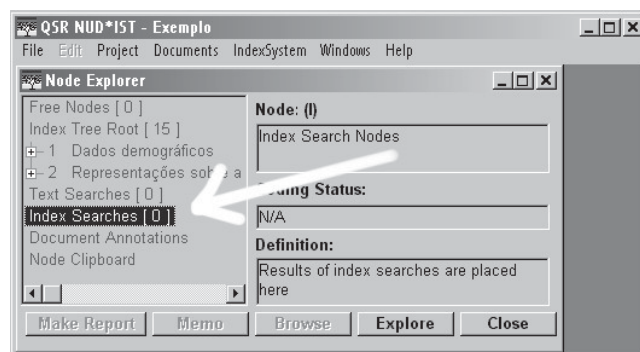 QSR NUD*IST - Exemplo
File Edit Project Documents IndexSystem Windows Help
Node Explorer
Free Nodes [ 0 ]
Index Tree Root [ 15 ]
1 Dados demográficos
2 Representações sobre a
Text Searches [ 0 ]
Index Searches [ 0 ]
Document Annotations
Node Clipboard
Node: (I)
Index Search Nodes
Coding Status:
N/A
Definition:
Results of index searches are placed
here
Make Report Memo Browse Explore Close